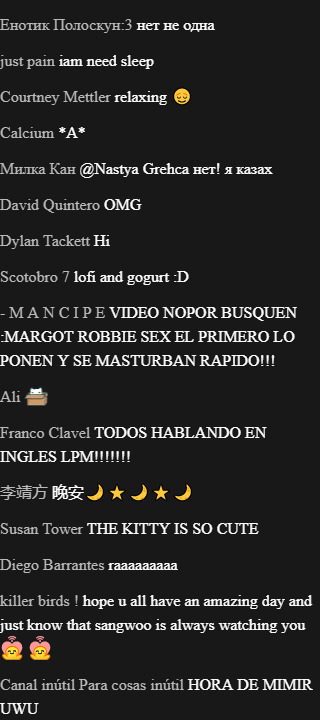 Енотик Полоскун:3 нет не одна
just pain iam need sleep
Courtney Mettler relaxing 😌
Calcium *A*
Милка Кан @Nastya Grehca нет! я казах
David Quintero OMG
Dylan Tackett Hi
Scotobro 7 lofi and gogurt :D
- M A N C I P E VIDEO NOPOR BUSQUEN
:MARGOT ROBBIE SEX EL PRIMERO LO
PONEN Y SE MASTURBAN RAPIDO!!!
Ali
Franco Clavel TODOS HABLANDO EN
INGLES LPM!!!!!!!
李靖方 晚安🌙★🌙★🌙
Susan Tower THE KITTY IS SO CUTE
Diego Barrantes raaaaaaaaa
killer birds ! hope u all have an amazing day and
just know that sangwoo is always watching you
Canal inútil Para cosas inútil HORA DE MIMIR
UWU